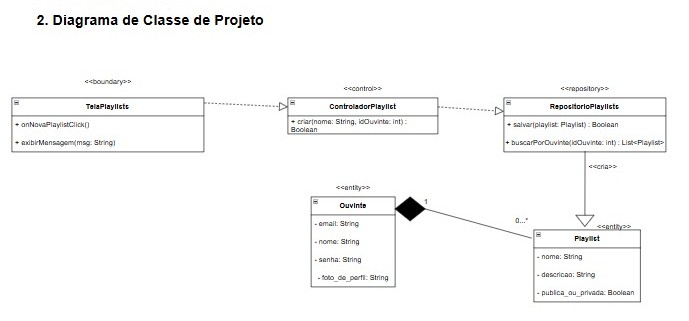 2. Diagrama de Classe de Projeto
<<boundary>>
TelaPlaylists
+ onNovaPlaylistClick()
+ exibirMensagem(msg: String)
<<control>>
ControladorPlaylist
+ criar(nome: String, idOuvinte: int) :
Boolean
<<repository>>
RepositorioPlaylists
+ salvar(playlist: Playlist) : Boolean
+ buscarPorOuvinte(idOuvinte: int) : List<Playlist>
<<cria>>
<<entity>>
Ouvinte
- email: String
- nome: String
- senha: String
- foto_de_perfil: String
1
0...*
<<entity>>
Playlist
- nome: String
- descricao: String
- publica_ou_privada: Boolean